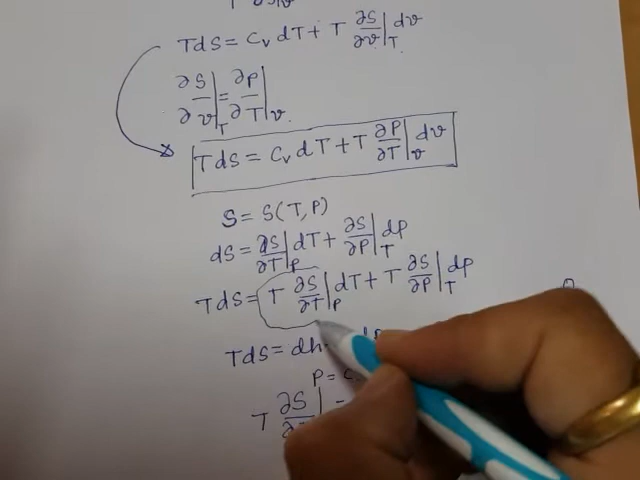 TdS = Cv dT + T ∂S/∂v|T dv
∂S/∂v|T = ∂P/∂T|v.
TdS = Cv dT + T ∂P/∂T|v dv
S = S(T,P)
dS = ∂S/∂T|P dT + ∂S/∂P|T dP
TdS = T ∂S/∂T|P dT + T ∂S/∂P|T dP
TdS = dh
P = C
T ∂S